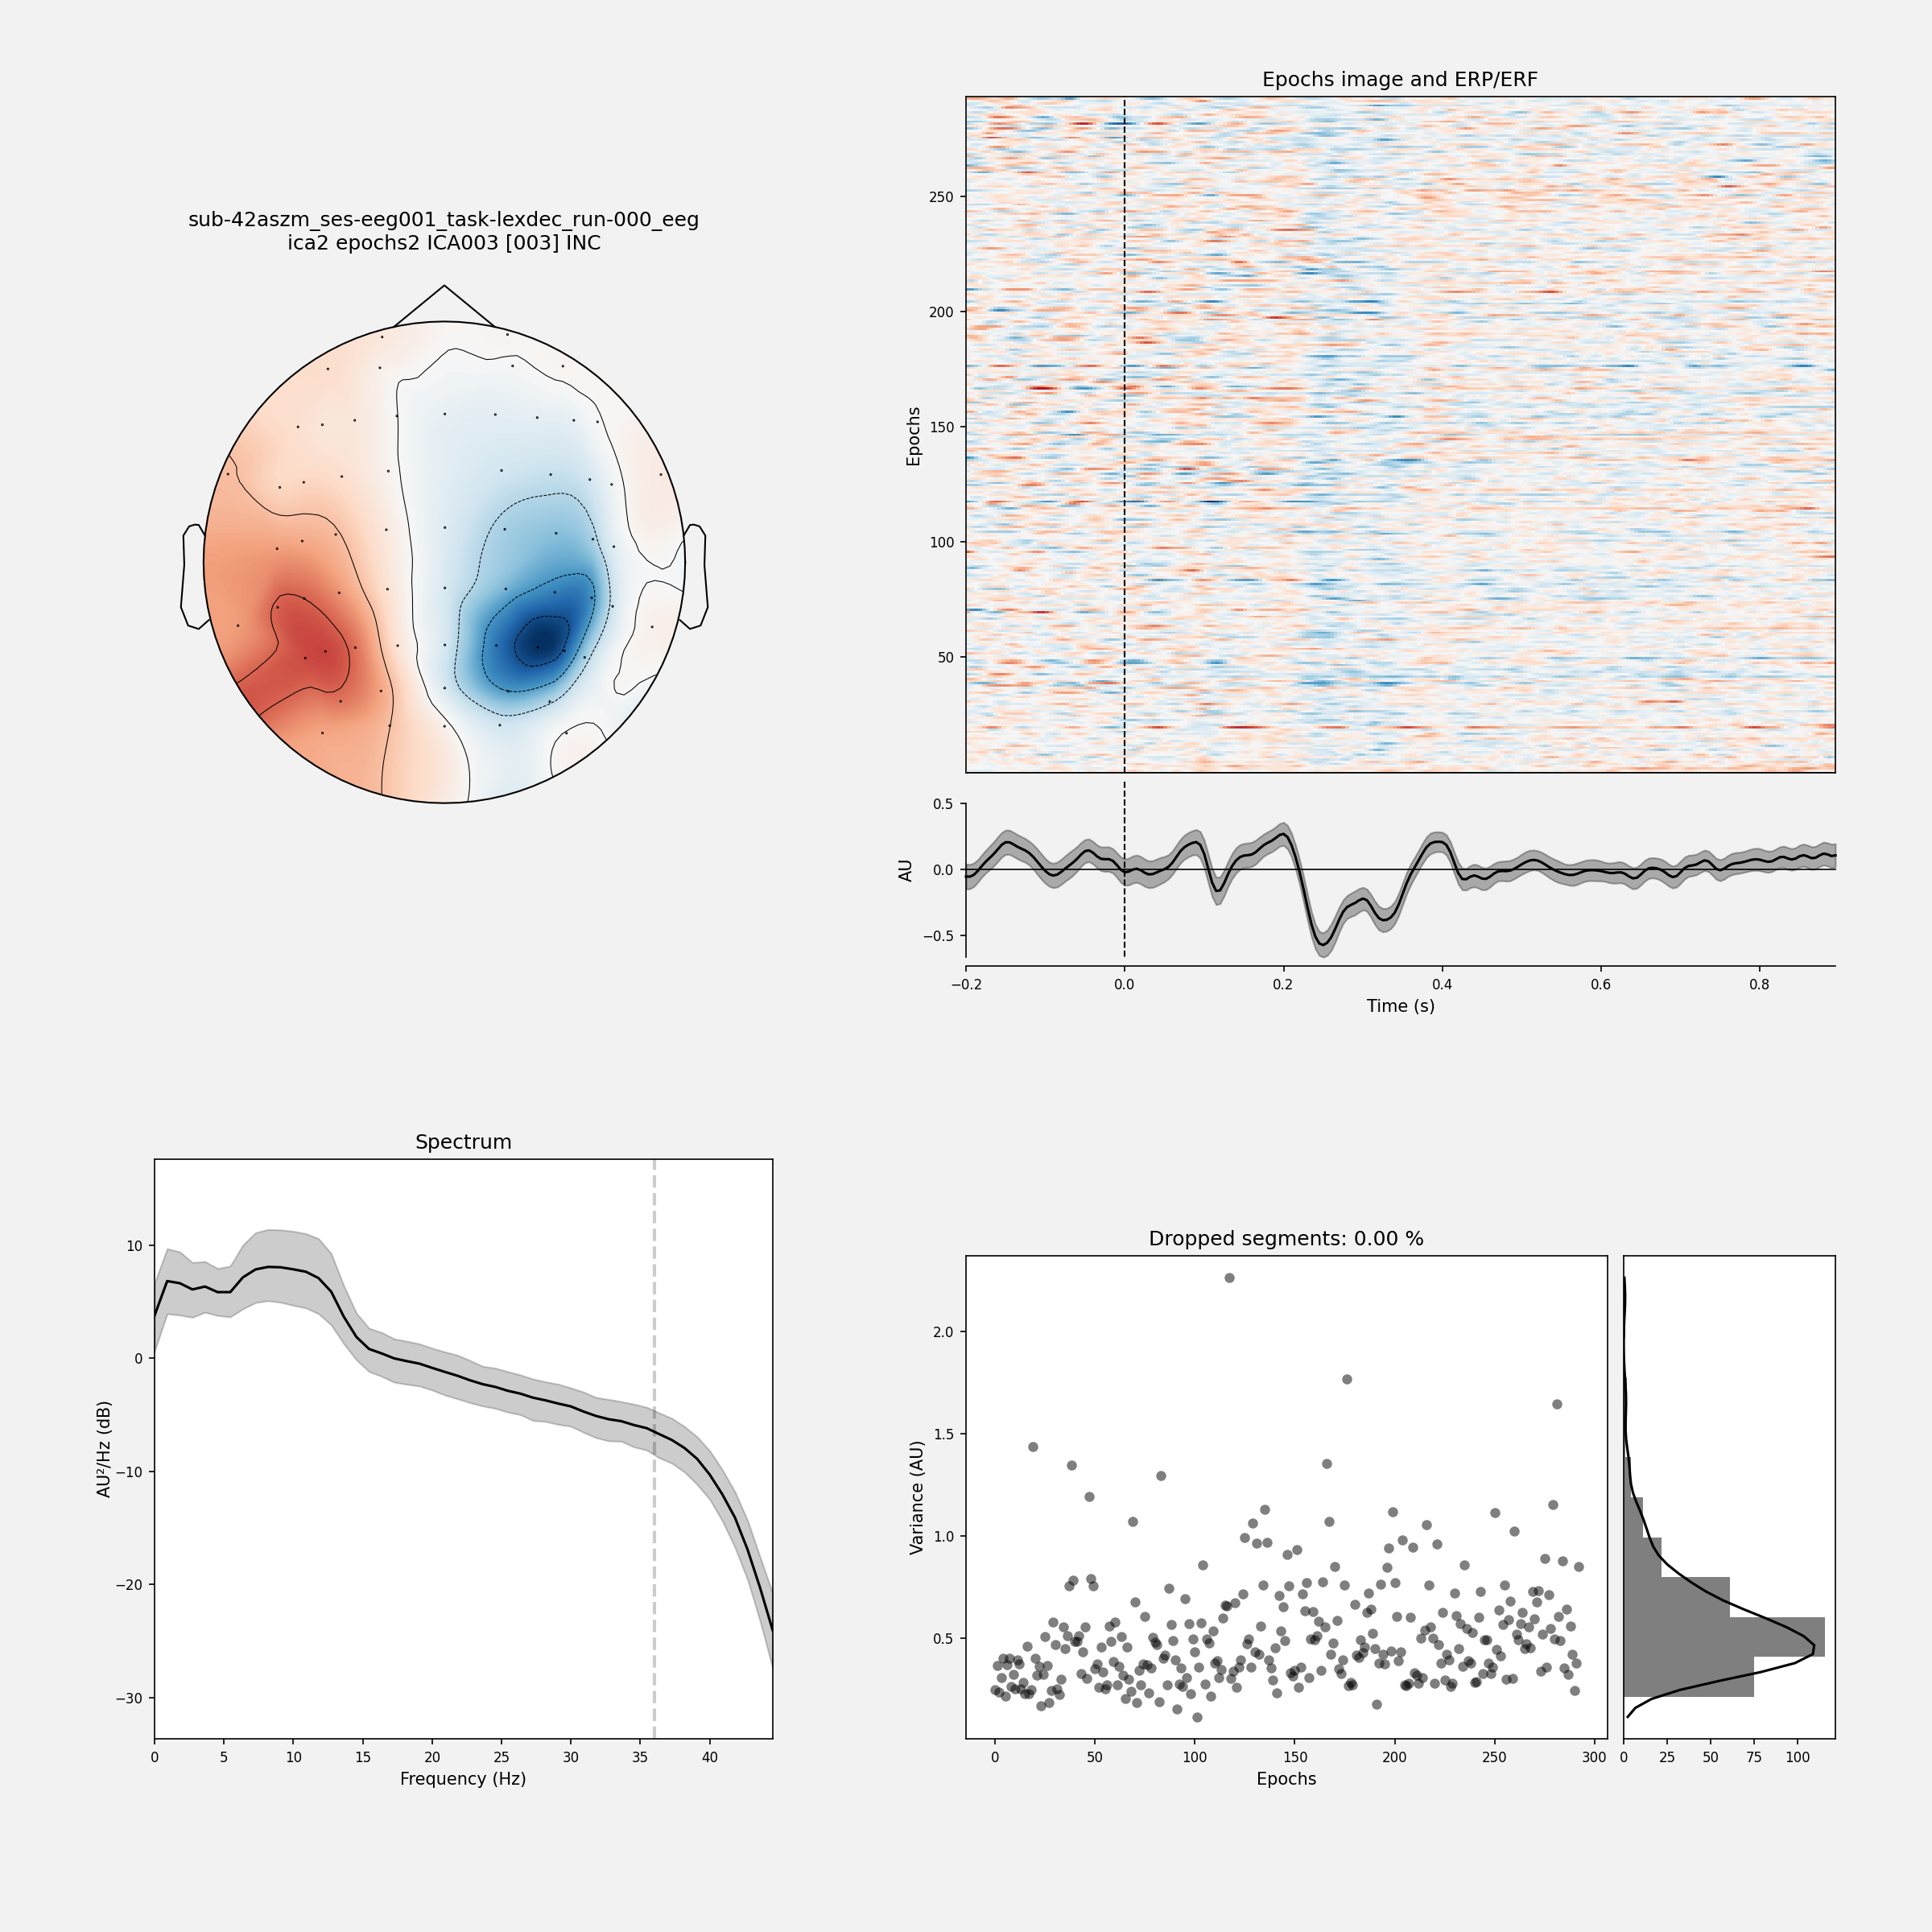 sub-42aszm_ses-eeg001_task-lexdec_run-000_eeg
ica2 epochs2 ICA003 [003] INC
Epochs image and ERP/ERF
Epochs
250
200
150
100
50
AU
0.5
0.0
−0.5
−0.2 0.0 0.2 0.4 0.6 0.8
Time (s)
Spectrum
AU²/Hz (dB)
10
0
−10
−20
−30
0 5 10 15 20 25 30 35 40
Frequency (Hz)
Dropped segments: 0.00 %
Variance (AU)
2.0
1.5
1.0
0.5
0 50 100 150 200 250 300
Epochs
0 25 50 75 100